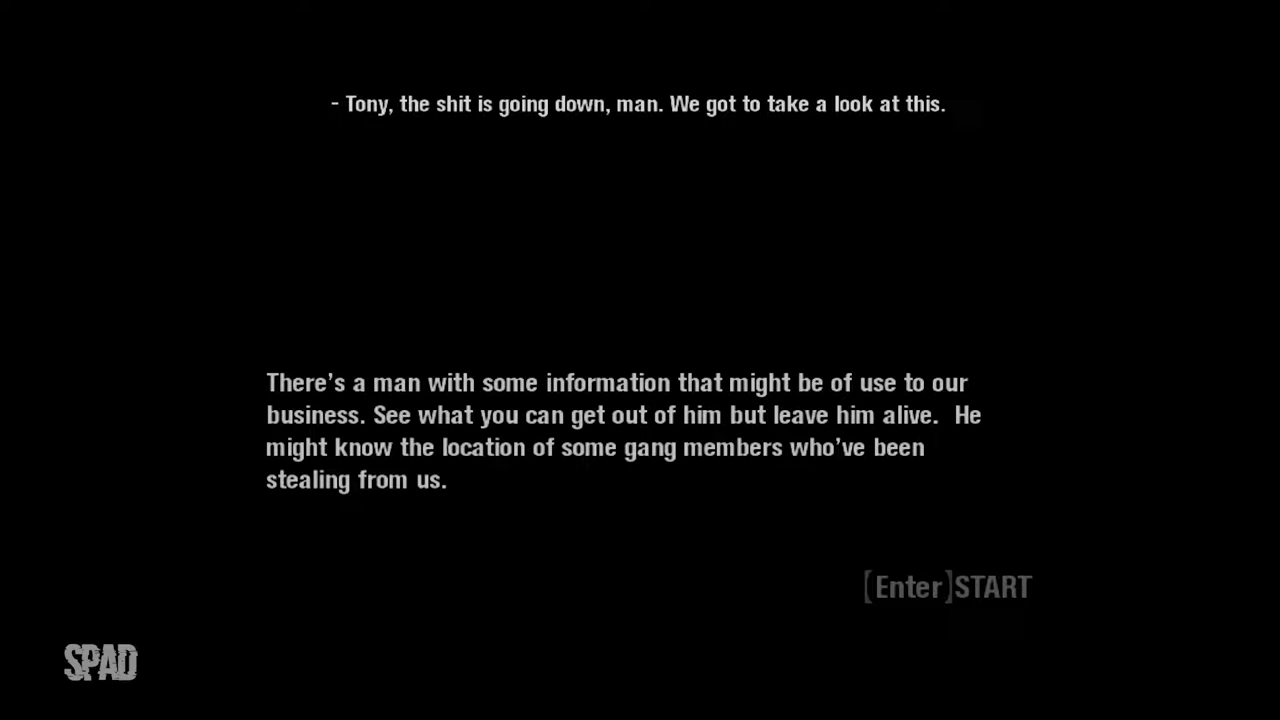 - Tony, the shit is going down, man. We got to take a look at this.
There's a man with some information that might be of use to our
business. See what you can get out of him but leave him alive.  He
might know the location of some gang members who've been
stealing from us.
[Enter]START
SPAD